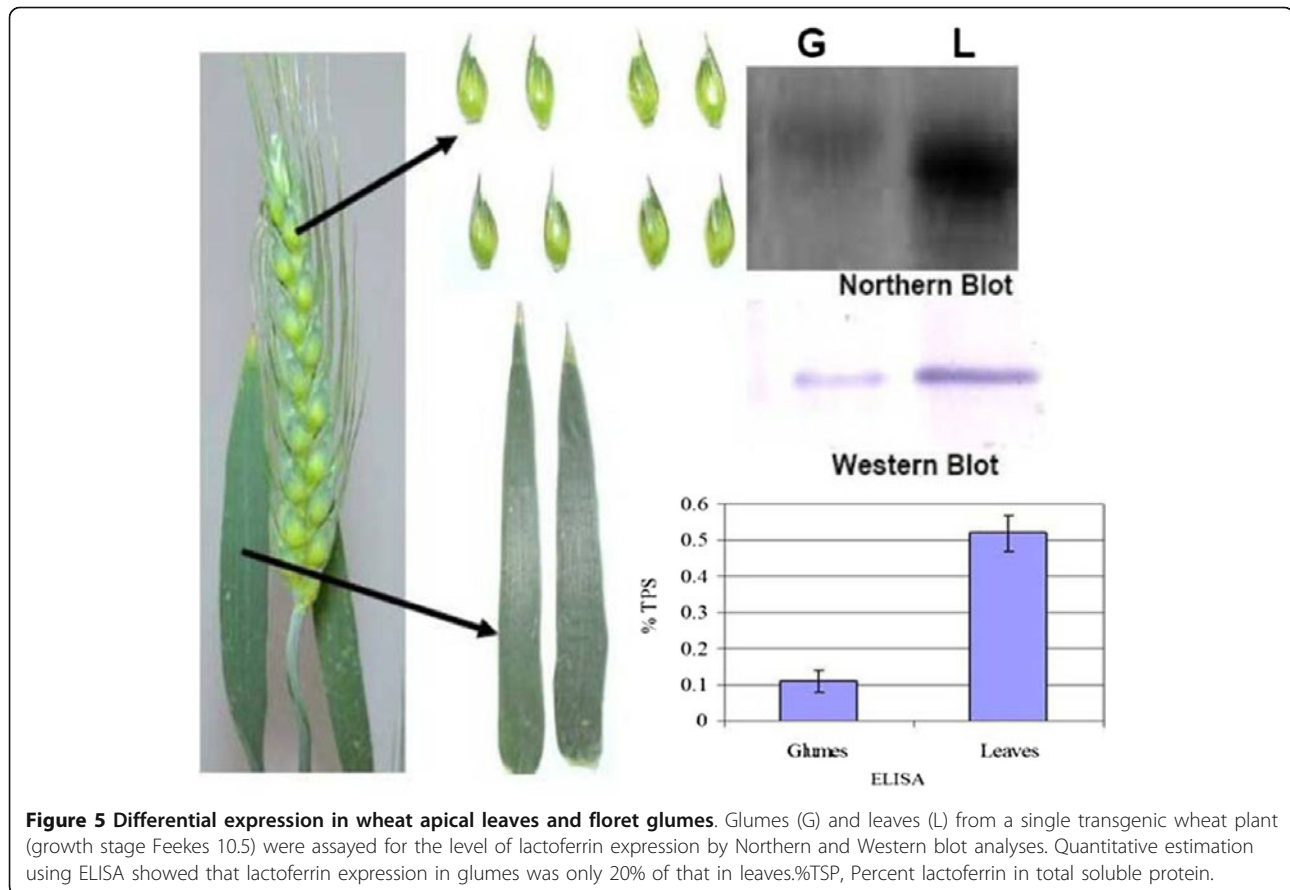 G L
Northern Blot
Western Blot
0.6
0.5
0.4
0.3
0.2
0.1
0
% TPS
Glumes Leaves
ELISA
Figure 5 Differential expression in wheat apical leaves and floret glumes. Glumes (G) and leaves (L) from a single transgenic wheat plant
(growth stage Feekes 10.5) were assayed for the level of lactoferrin expression by Northern and Western blot analyses. Quantitative estimation
using ELISA showed that lactoferrin expression in glumes was only 20% of that in leaves.%TSP, Percent lactoferrin in total soluble protein.